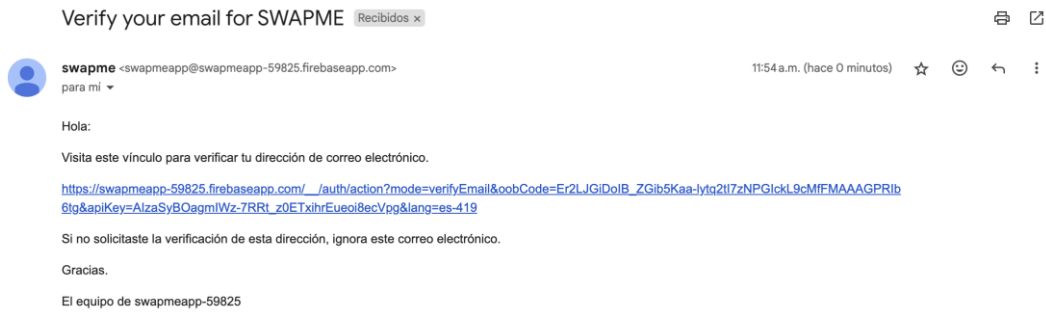 Verify your email for SWAPME Recibidos ×
swapme <swapmeapp@swapmeapp-59825.firebaseapp.com>
11:54 a.m. (hace 0 minutos)
para mí
Hola:
Visita este vínculo para verificar tu dirección de correo electrónico.
https://swapmeapp-59825.firebaseapp.com/__/auth/action?mode=verifyEmail&oobCode=Er2LJGiDoIB_ZGib5Kaa-lytq2tI7zNPGIckL9cMfFMAAAGPRIb
6tg&apiKey=AIzaSyBOagmIWz-7RRt_z0ETxihrEueoi8ecVpg&lang=es-419
Si no solicitaste la verificación de esta dirección, ignora este correo electrónico.
Gracias.
El equipo de swapmeapp-59825